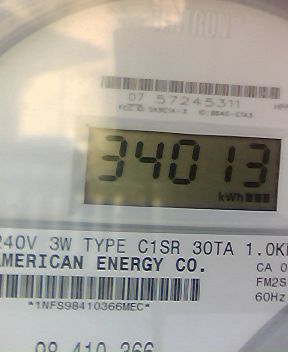 07 57245311
34013
kWh
240V 3W TYPE C1SR 30TA 1.0K
AMERICAN ENERGY CO.
CA 0
FM2S
60Hz
*1NFS98410366MEC*
98 410 366